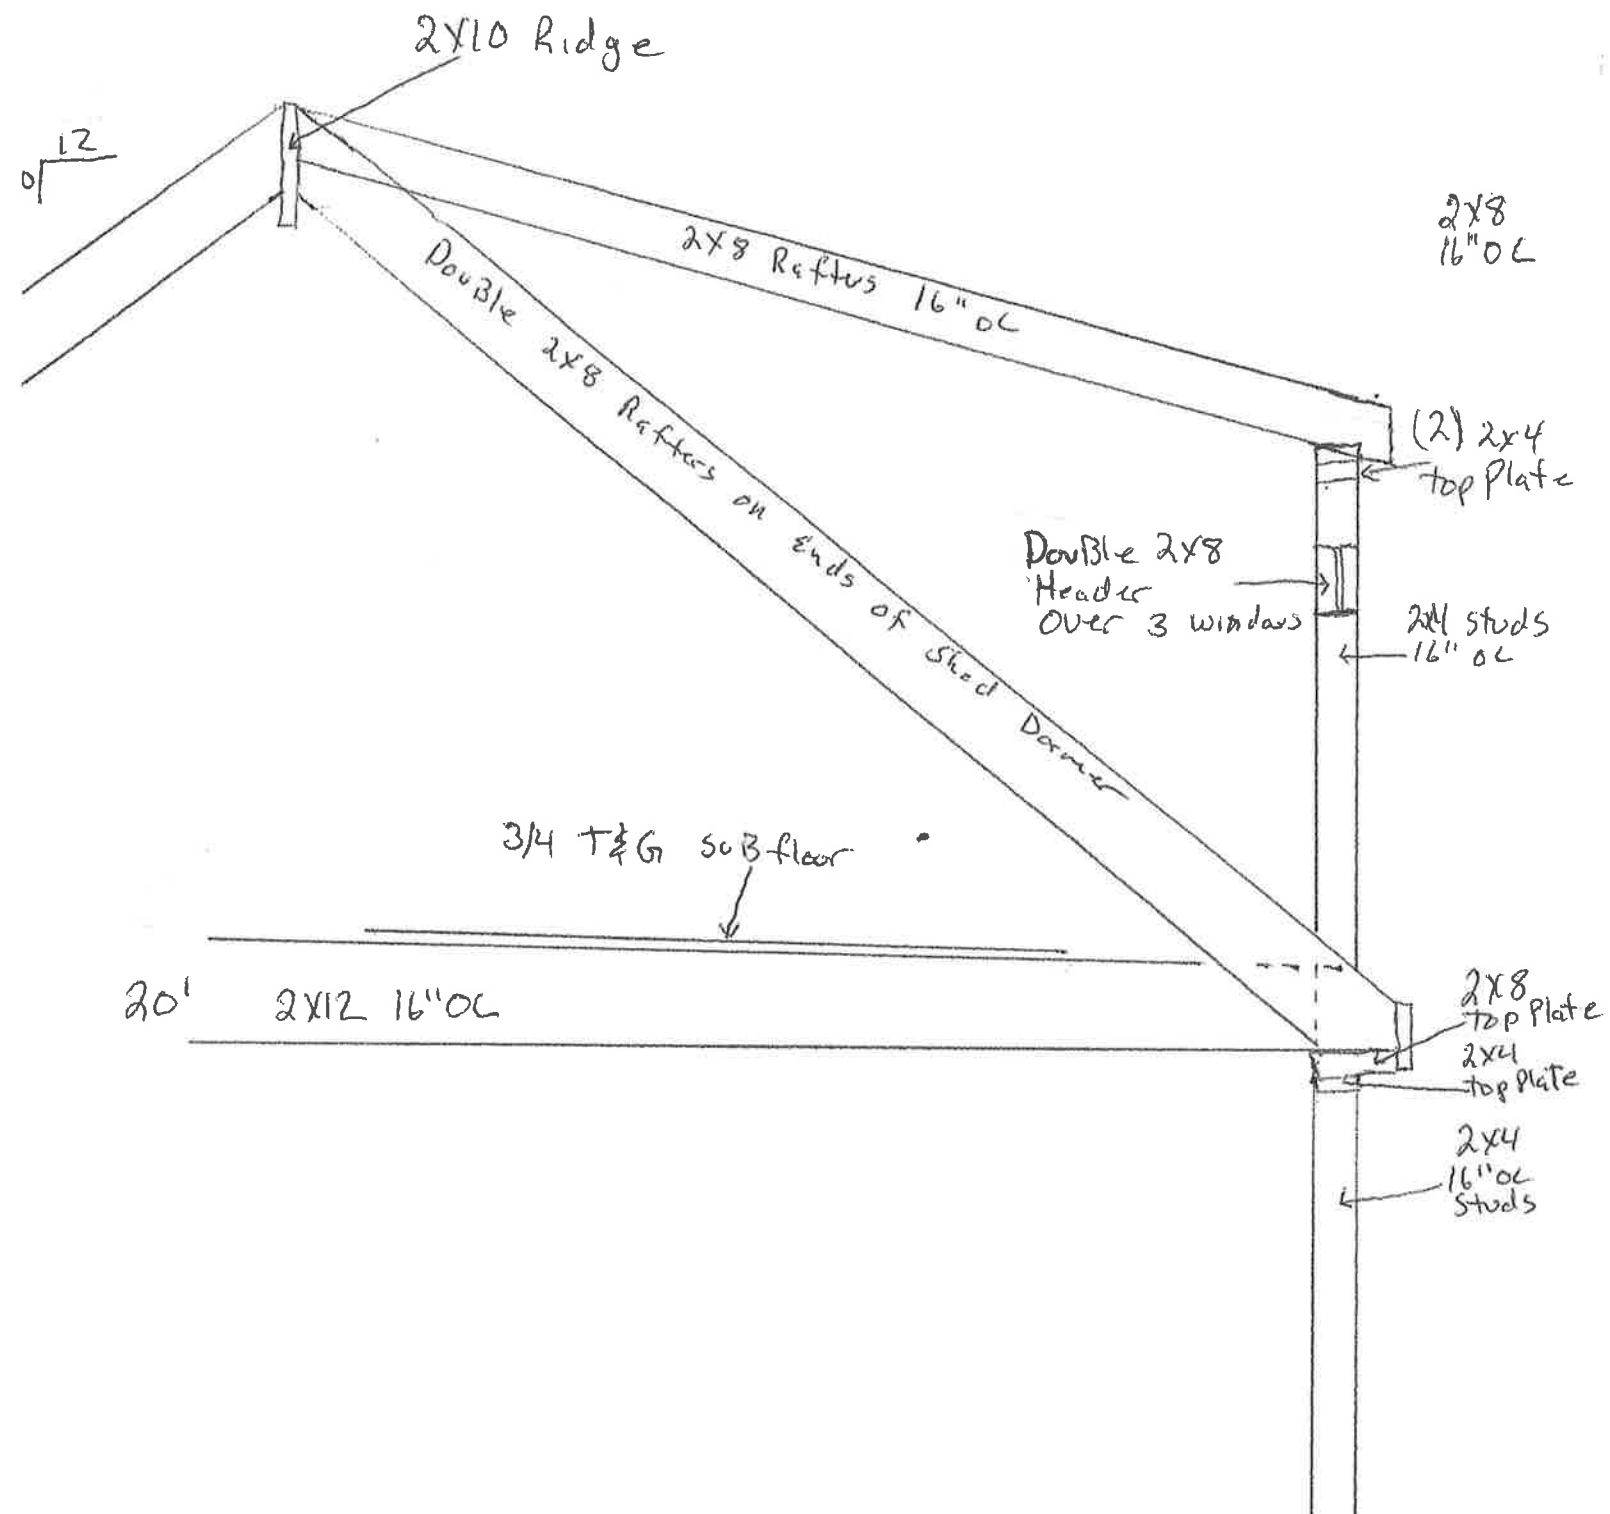 2X10 Ridge
12
0
2X8
16" OC
2X8 Rafters 16" OC
Double 2X8 Rafters on Ends of Shed Dormer
(2) 2x4
top Plate
DouBle 2X8
Header
Over 3 windows
2x4 studs
16" OC
3/4 T&G SuBfloor
20' 2X12 16" OC
2X8
top Plate
2x4
top Plate
2X4
16" OC
studs